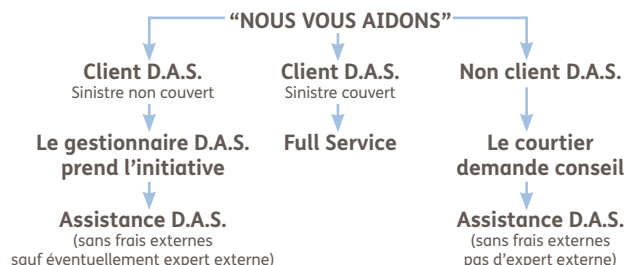 “NOUS VOUS AIDONS”
Client D.A.S.
Sinistre non couvert
Le gestionnaire D.A.S.
prend l’initiative
Assistance D.A.S.
(sans frais externes
sauf éventuellement expert externe)
Client D.A.S.
Sinistre couvert
Full Service
Non client D.A.S.
Le courtier
demande conseil
Assistance D.A.S.
(sans frais externes
pas d’expert externe)